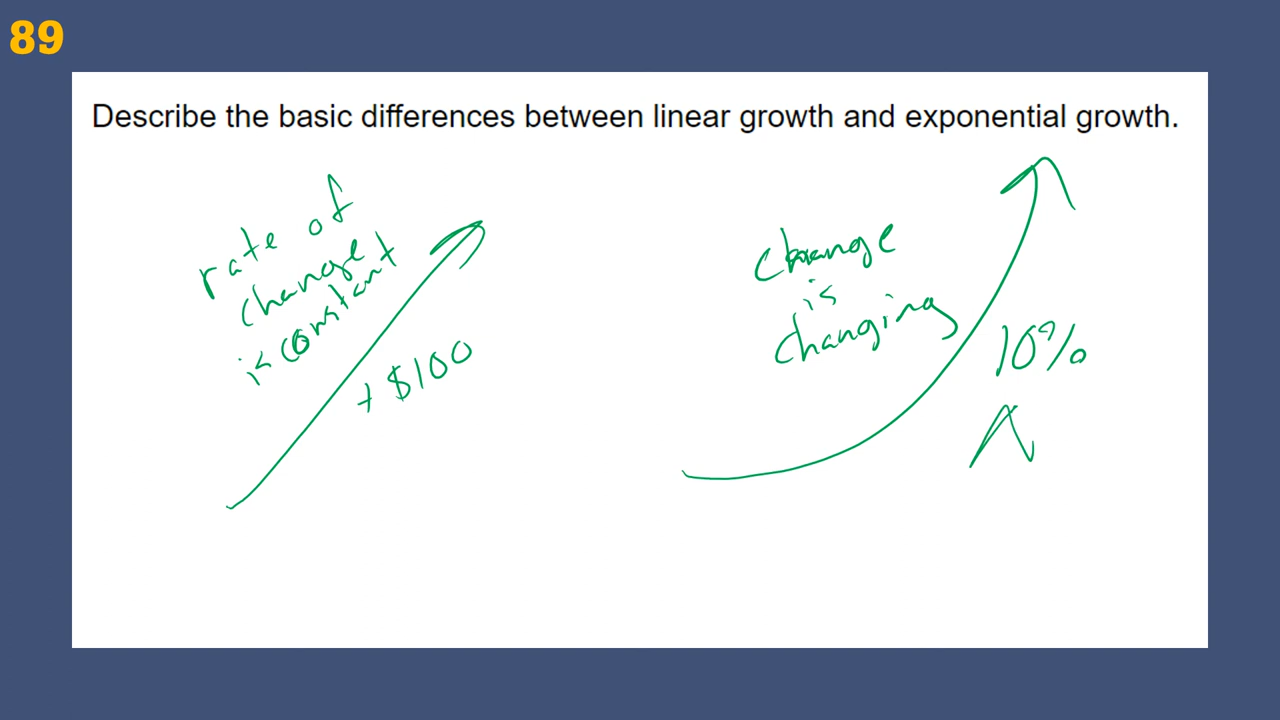 89
Describe the basic differences between linear growth and exponential growth.
rate of
change
is constant
+ $100
change
is
changing
10%